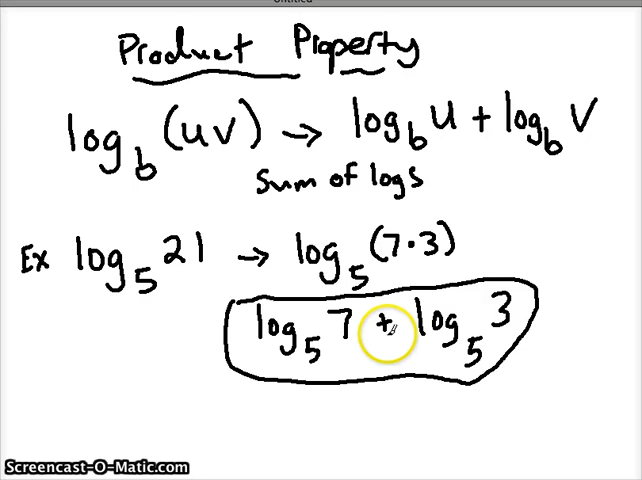 Untitled
Product Property
log_b (uv) → log_b u + log_b v
Sum of logs
Ex log_5 21 → log_5 (7·3)
log_5 7 + log_5 3
Screencast-O-Matic.com